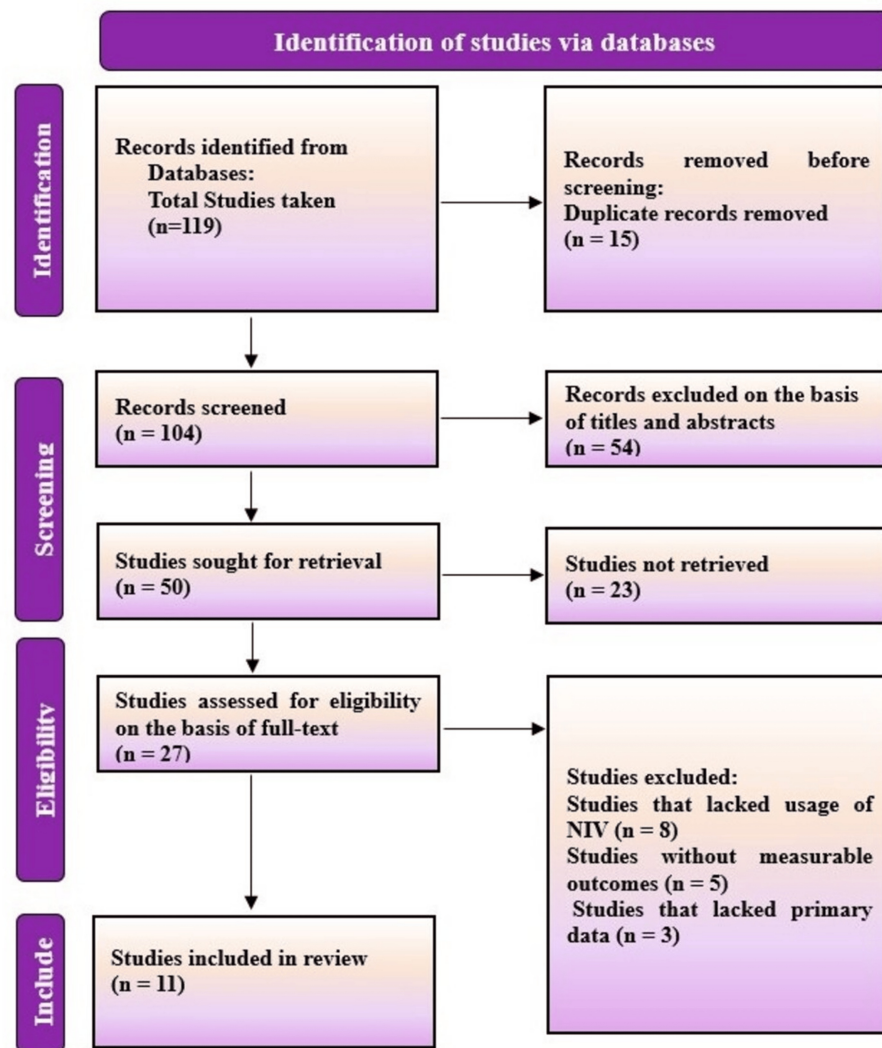 Identification of studies via databases
Identification
Records identified from
Databases:
Total Studies taken
(n=119)
Records removed before
screening:
Duplicate records removed
(n = 15)
Screening
Records screened
(n = 104)
Records excluded on the basis
of titles and abstracts
(n = 54)
Studies sought for retrieval
(n = 50)
Studies not retrieved
(n = 23)
Eligibility
Studies assessed for eligibility
on the basis of full-text
(n = 27)
Studies excluded:
Studies that lacked usage of
NIV (n = 8)
Studies without measurable
outcomes (n = 5)
Studies that lacked primary
data (n = 3)
Include
Studies included in review
(n = 11)